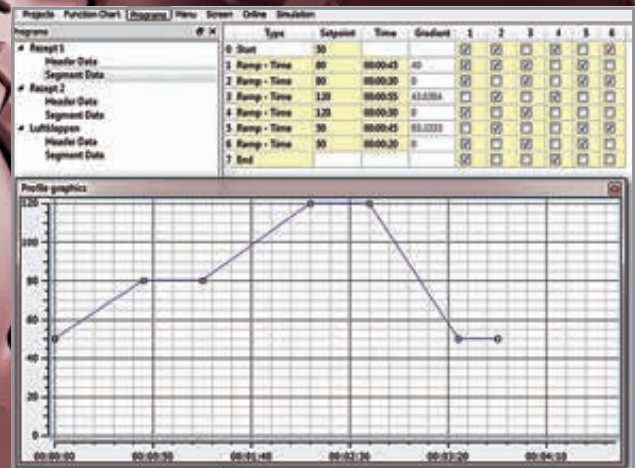 Projects Function Chart Programs Menu Screen Online Simulation
Programs
Rezept 1
Header Data
Segment Data
Rezept 2
Header Data
Segment Data
Luftklappen
Header Data
Segment Data
Type Setpoint Time Gradient 1 2 3 4 5 6
0 Start 50
1 Ramp - Time 80 00:00:45 40
2 Ramp - Time 80 00:00:30 0
3 Ramp - Time 120 00:00:55 43.6364
4 Ramp - Time 120 00:00:30 0
5 Ramp - Time 50 00:00:45 93.3333
6 Ramp - Time 50 00:00:20 0
7 End
Profile graphics
120
100
80
60
40
20
0
00:00:00 00:00:50 00:01:40 00:02:30 00:03:20 00:04:10